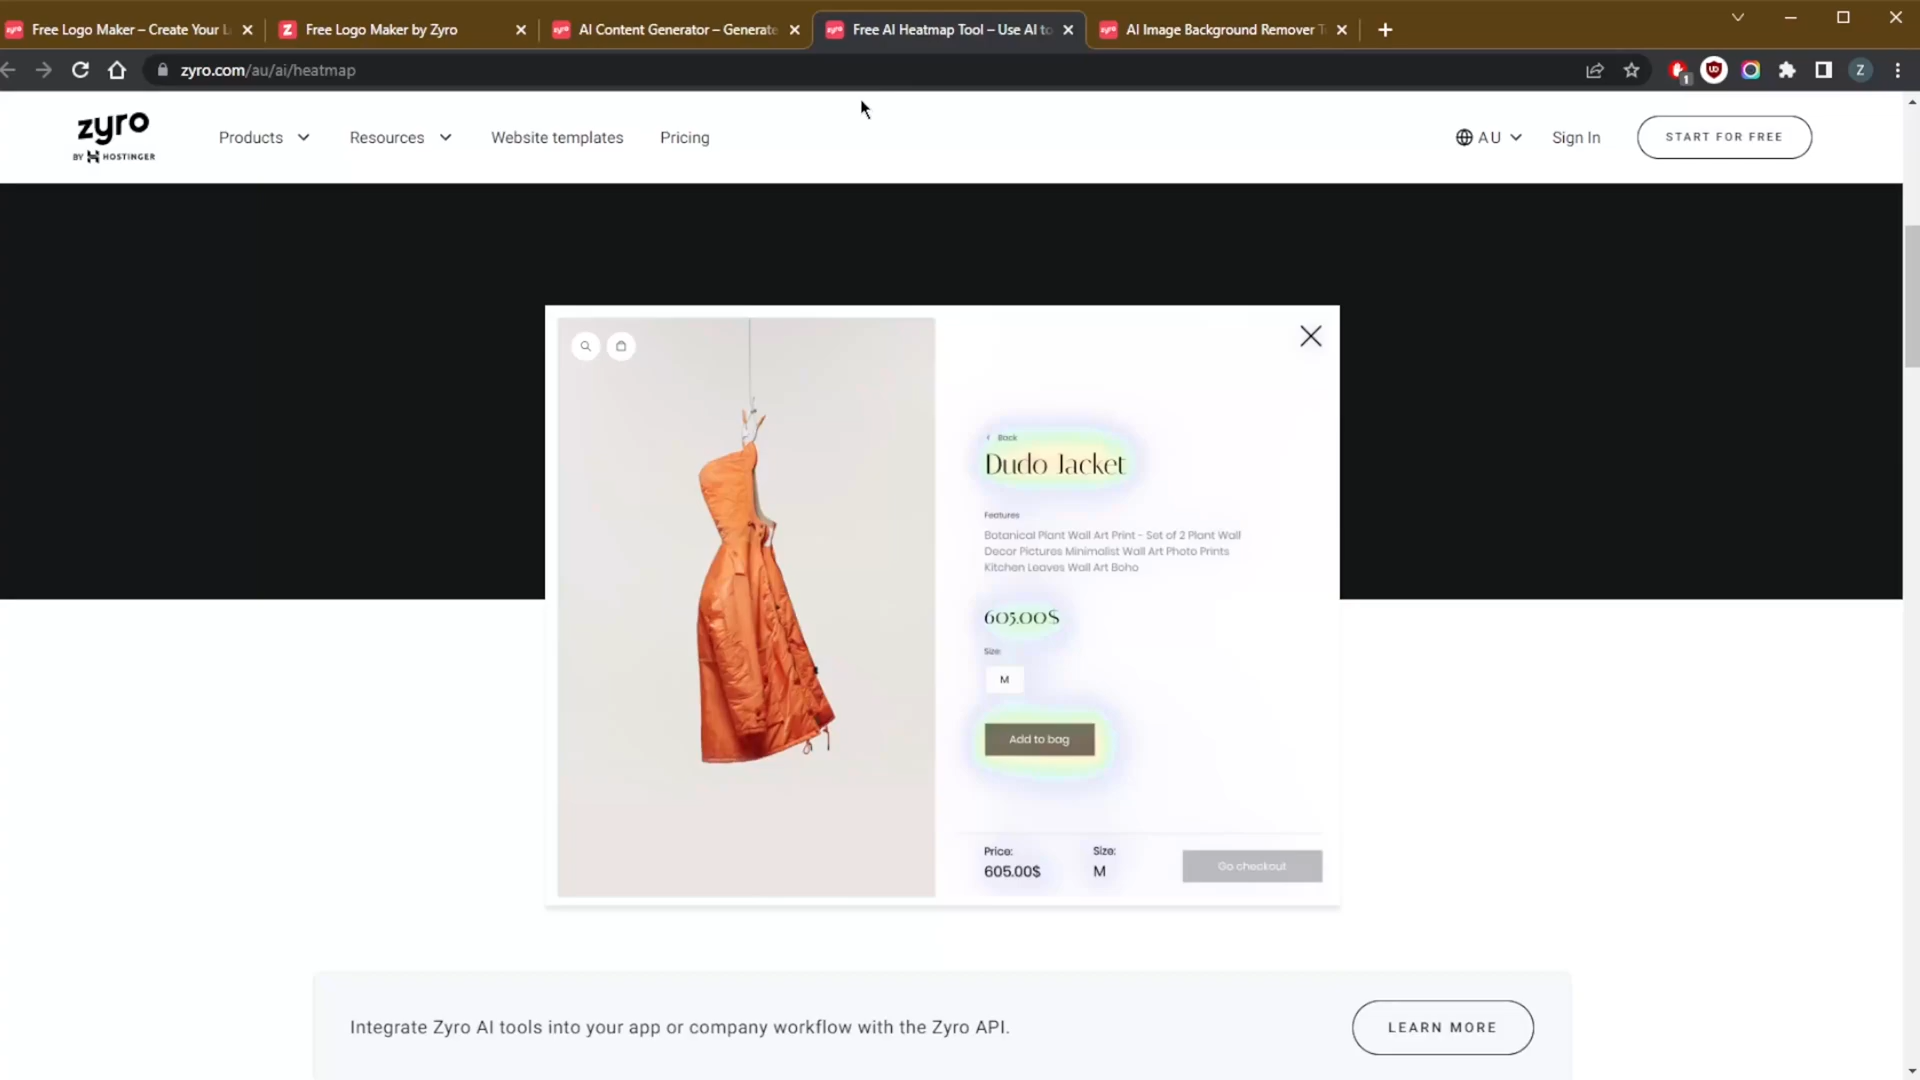 Free Logo Maker – Create Your L
Free Logo Maker by Zyro
AI Content Generator – Generate
Free AI Heatmap Tool – Use AI to
AI Image Background Remover T
zyro.com/au/ai/heatmap
1
Z
zyro
BY HOSTINGER
Products
Resources
Website templates
Pricing
AU
Sign In
START FOR FREE
Back
Dudo Jacket
Features
Botanical Plant Wall Art Print - Set of 2 Plant Wall
Decor Pictures Minimalist Wall Art Photo Prints
Kitchen Leaves Wall Art Boho
605.00$
Size:
M
Add to bag
Price:
Size:
605.00$
M
Go checkout
Integrate Zyro AI tools into your app or company workflow with the Zyro API.
LEARN MORE